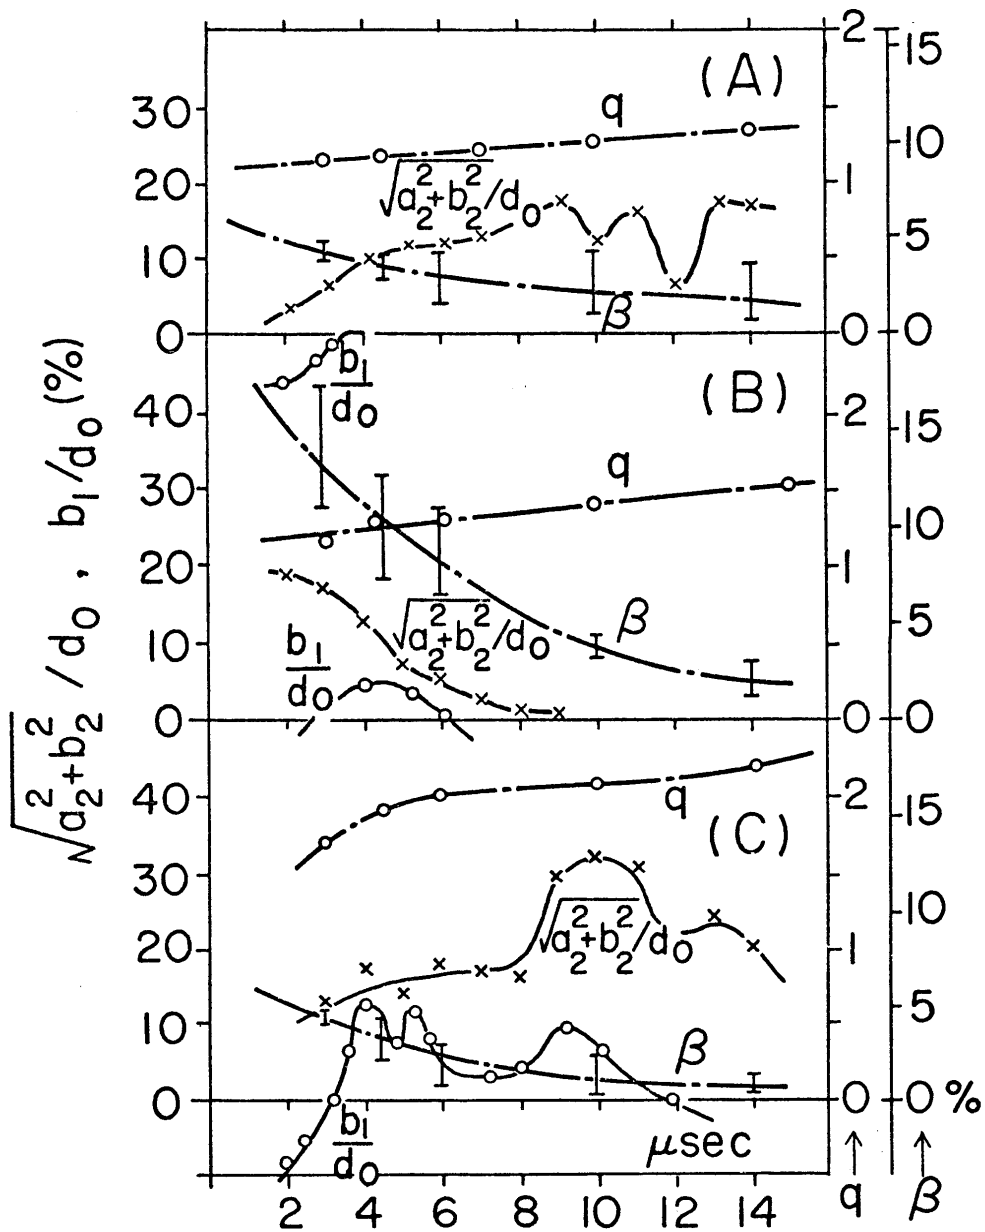 (A)
30
20
10
0
q
√a₂²+b₂²/d₀
β
2
1
0
15
10
5
0
(B)
40
30
20
10
0
b₁/d₀
q
√a₂²+b₂²/d₀
β
b₁/d₀
2
1
0
15
10
5
0
(C)
40
30
20
10
0
q
√a₂²+b₂²/d₀
β
b₁/d₀
2
1
0
15
10
5
0 %
μsec
2 4 6 8 10 12 14
q →
β →
√a₂²+b₂² / d₀ , b₁/d₀ (%)